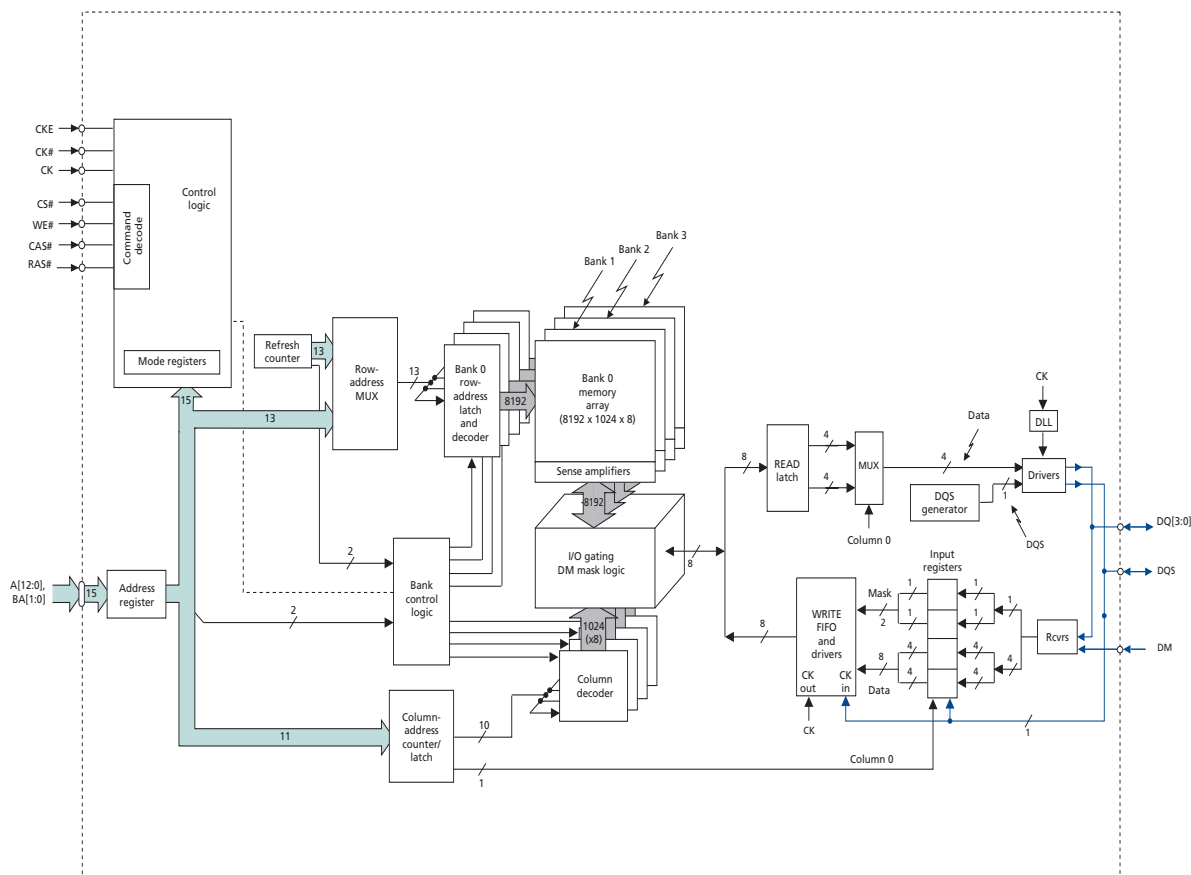 CKE
CK#
CK
CS#
WE#
CAS#
RAS#
Command
decode
Control
logic
Mode registers
15
Refresh
counter
13
13
Row-
address
MUX
13
Bank 0
row-
address
latch
and
decoder
8192
Bank 1
Bank 2
Bank 3
Bank 0
memory
array
(8192 x 1024 x 8)
Sense amplifiers
8192
I/O gating
DM mask logic
8
8
READ
latch
4
4
MUX
Column 0
4
Data
DQS
generator
1
DQS
CK
DLL
Drivers
DQ[3:0]
DQS
DM
A[12:0],
BA[1:0]
15
Address
register
2
2
Bank
control
logic
1024
(x8)
Column
decoder
11
Column-
address
counter/
latch
10
1
Column 0
8
WRITE
FIFO
and
drivers
CK
out
CK
in
CK
Mask
2
8
Data
1
1
4
4
Input
registers
1
1
4
4
1
4
Rcvrs
1